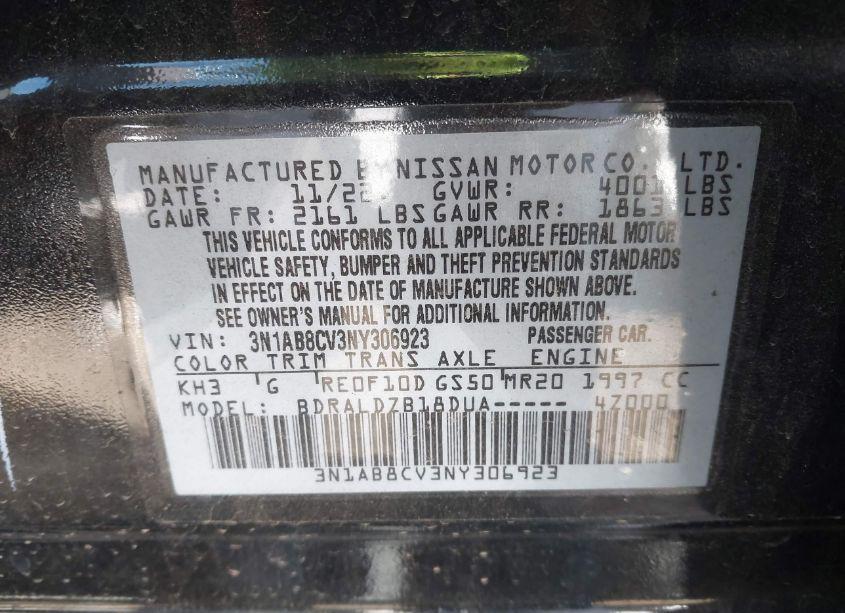 MANUFACTURED BY NISSAN MOTOR CO., LTD.
DATE: 11/22 GVWR: 4001 LBS
GAWR FR: 2161 LBS GAWR RR: 1863 LBS
THIS VEHICLE CONFORMS TO ALL APPLICABLE FEDERAL MOTOR
VEHICLE SAFETY, BUMPER AND THEFT PREVENTION STANDARDS
IN EFFECT ON THE DATE OF MANUFACTURE SHOWN ABOVE.
SEE OWNER'S MANUAL FOR ADDITIONAL INFORMATION.
VIN: 3N1AB8CV3NY306923 PASSENGER CAR.
COLOR TRIM TRANS AXLE ENGINE
KH3 G RE0F10D GS50 MR20 1997 CC
MODEL: BDRALDZB18DUA----- 47000
3N1AB8CV3NY306923